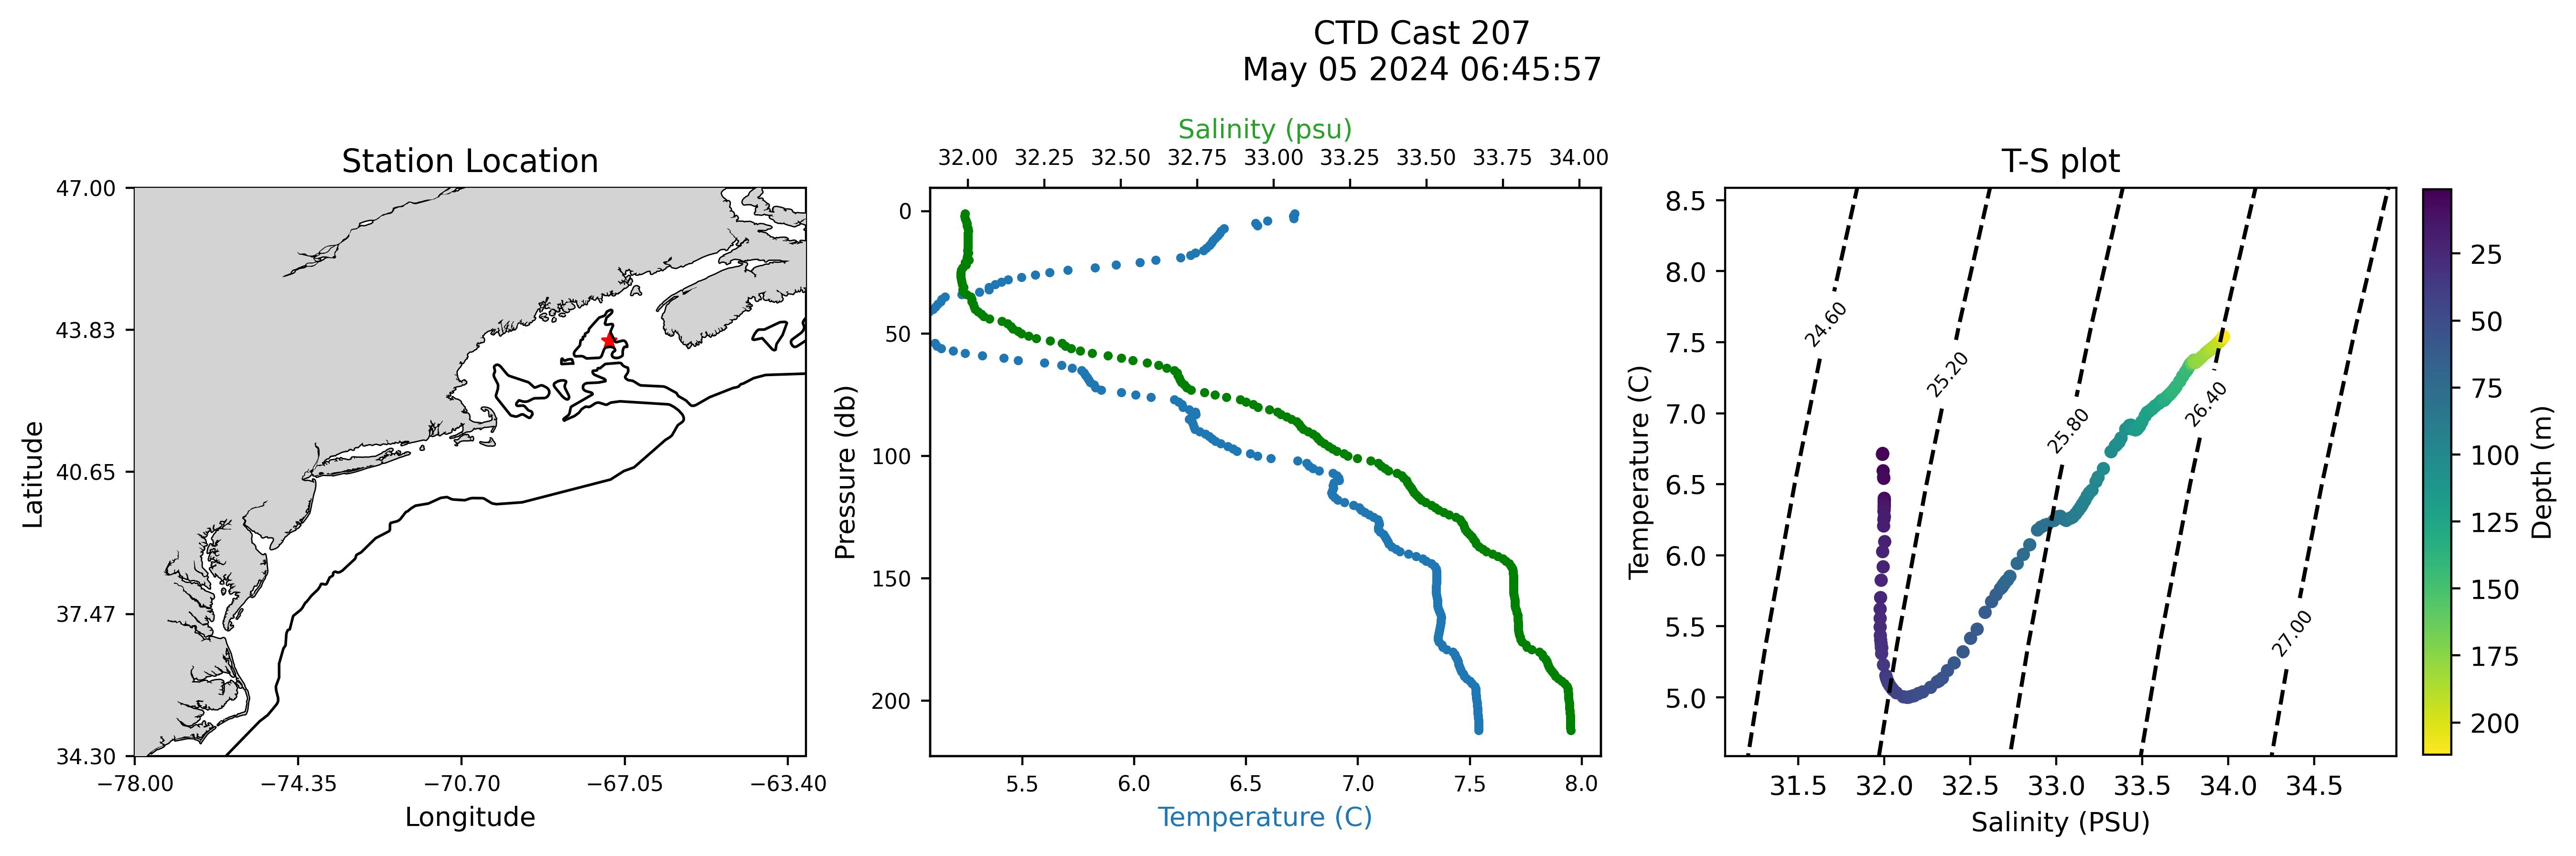 CTD Cast 207
May 05 2024 06:45:57
Station Location
47.00
43.83
40.65
37.47
34.30
−78.00 −74.35 −70.70 −67.05 −63.40
Latitude
Longitude
Salinity (psu)
32.00 32.25 32.50 32.75 33.00 33.25 33.50 33.75 34.00
0
50
100
150
200
Pressure (db)
5.5 6.0 6.5 7.0 7.5 8.0
Temperature (C)
T-S plot
8.5
8.0
7.5
7.0
6.5
6.0
5.5
5.0
Temperature (C)
24.60
25.20
25.80
26.40
27.00
31.5 32.0 32.5 33.0 33.5 34.0 34.5
Salinity (PSU)
25
50
75
100
125
150
175
200
Depth (m)